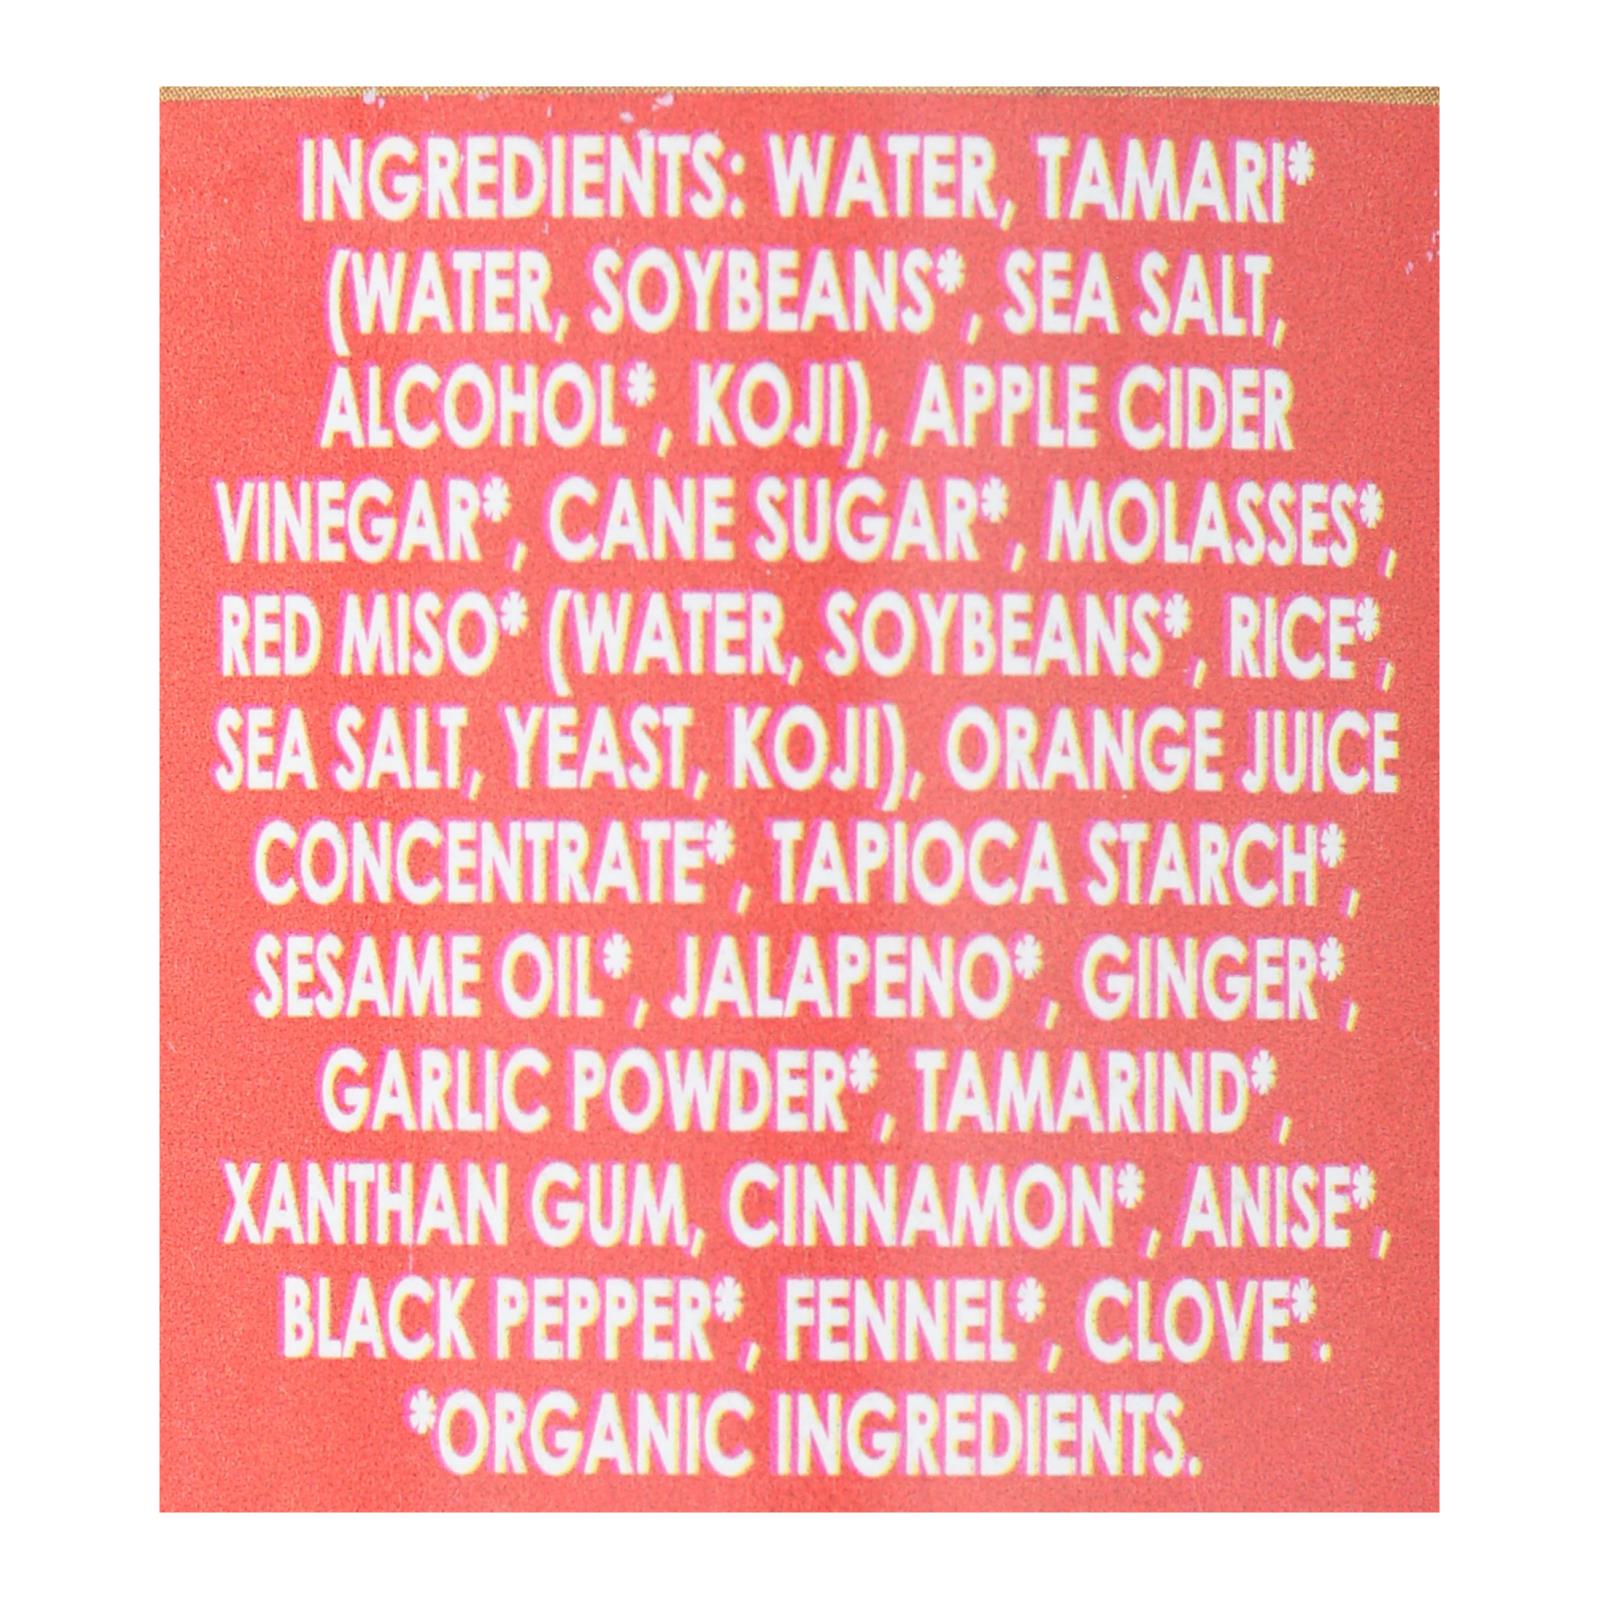 INGREDIENTS: WATER, TAMARI*
(WATER, SOYBEANS*, SEA SALT,
ALCOHOL*, KOJI), APPLE CIDER
VINEGAR*, CANE SUGAR*, MOLASSES*,
RED MISO* (WATER, SOYBEANS*, RICE*,
SEA SALT, YEAST, KOJI), ORANGE JUICE
CONCENTRATE*, TAPIOCA STARCH*,
SESAME OIL*, JALAPENO*, GINGER*,
GARLIC POWDER*, TAMARIND*,
XANTHAN GUM, CINNAMON*, ANISE*,
BLACK PEPPER*, FENNEL*, CLOVE*.
*ORGANIC INGREDIENTS.